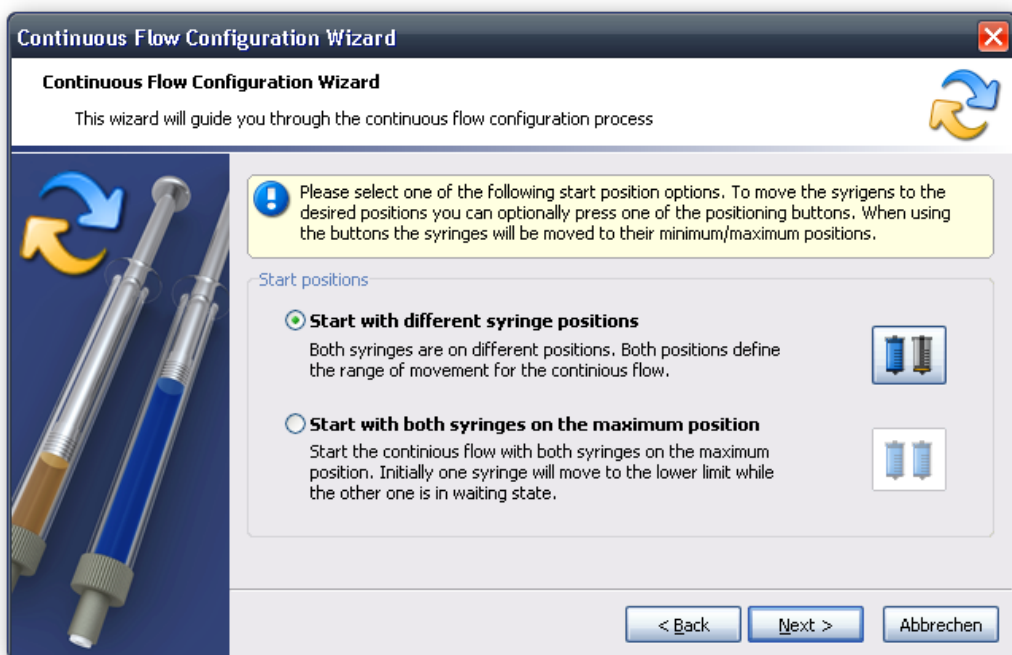 Continuous Flow Configuration Wizard
Continuous Flow Configuration Wizard
This wizard will guide you through the continuous flow configuration process
Please select one of the following start position options. To move the syrigens to the
desired positions you can optionally press one of the positioning buttons. When using
the buttons the syringes will be moved to their minimum/maximum positions.
Start positions
Start with different syringe positions
Both syringes are on different positions. Both positions define
the range of movement for the continious flow.
Start with both syringes on the maximum position
Start the continious flow with both syringes on the maximum
position. Initially one syringe will move to the lower limit while
the other one is in waiting state.
< Back Next > Abbrechen